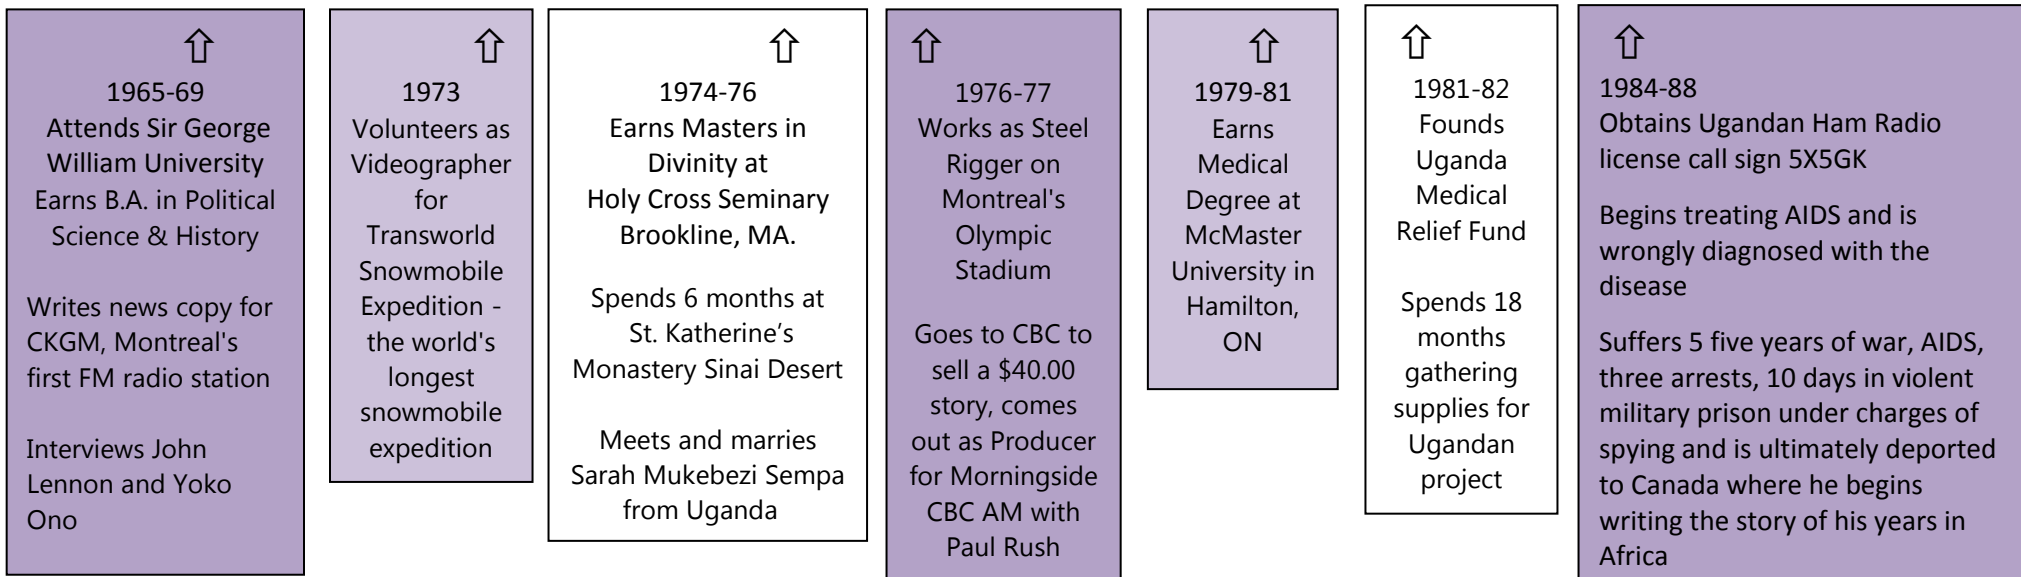 1965-69
Attends Sir George
William University
Earns B.A. in Political
Science & History
Writes news copy for
CKGM, Montreal's
first FM radio station
Interviews John
Lennon and Yoko
Ono
1973
Volunteers as
Videographer
for
Transworld
Snowmobile
Expedition -
the world's
longest
snowmobile
expedition
1974-76
Earns Masters in
Divinity at
Holy Cross Seminary
Brookline, MA.
Spends 6 months at
St. Katherine’s
Monastery Sinai Desert
Meets and marries
Sarah Mukebezi Sempa
from Uganda
1976-77
Works as Steel
Rigger on
Montreal's
Olympic
Stadium
Goes to CBC to
sell a $40.00
story, comes
out as Producer
for Morningside
CBC AM with
Paul Rush
1979-81
Earns
Medical
Degree at
McMaster
University in
Hamilton,
ON
1981-82
Founds
Uganda
Medical
Relief Fund
Spends 18
months
gathering
supplies for
Ugandan
project
1984-88
Obtains Ugandan Ham Radio
license call sign 5X5GK
Begins treating AIDS and is
wrongly diagnosed with the
disease
Suffers 5 five years of war, AIDS,
three arrests, 10 days in violent
military prison under charges of
spying and is ultimately deported
to Canada where he begins
writing the story of his years in
Africa